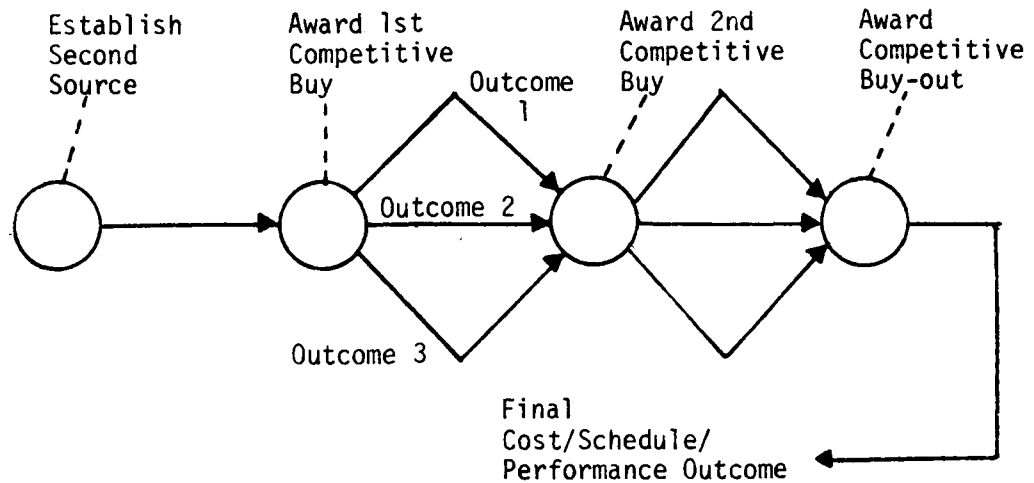 Establish
Second
Source
Award 1st
Competitive
Buy
Outcome
1
Award 2nd
Competitive
Buy
Award
Competitive
Buy-out
Outcome 2
Outcome 3
Final
Cost/Schedule/
Performance Outcome